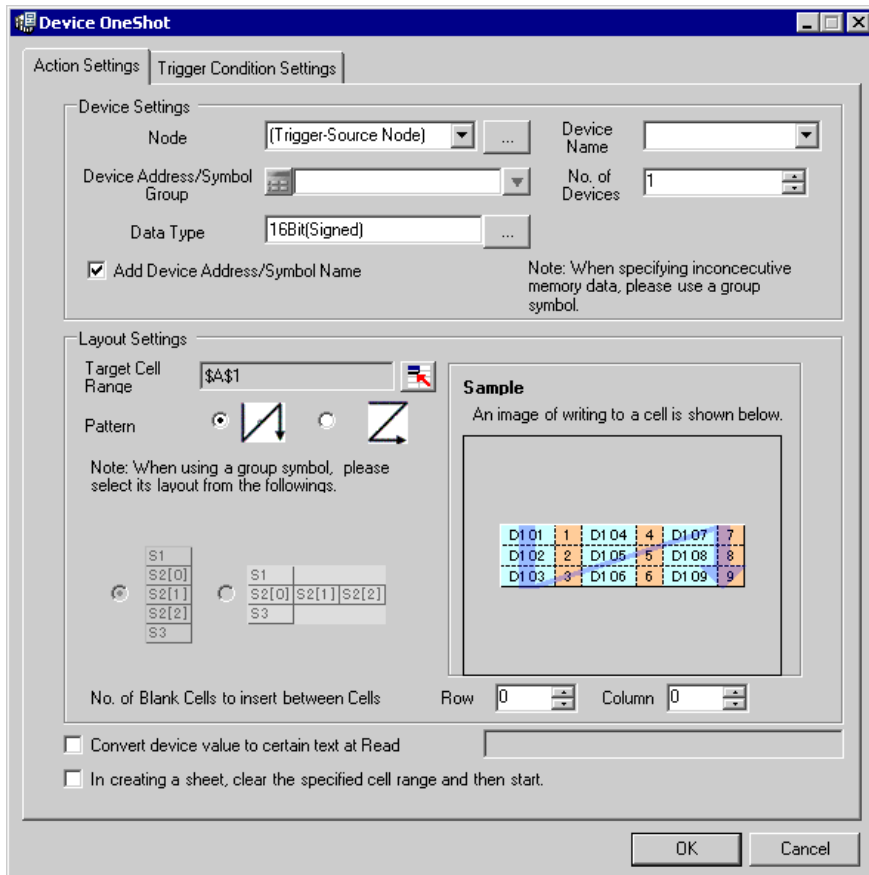 Device OneShot
Action Settings
Trigger Condition Settings
Device Settings
Node
(Trigger-Source Node)
...
Device
Name
Device Address/Symbol
Group
No. of
Devices
1
Data Type
16Bit(Signed)
...
Add Device Address/Symbol Name
Note: When specifying inconcecutive
memory data, please use a group
symbol.
Layout Settings
Target Cell
Range
$A$1
Pattern
Note: When using a group symbol, please
select its layout from the followings.
S1
S2[0]
S2[1]
S2[2]
S3
S1
S2[0] S2[1] S2[2]
S3
Sample
An image of writing to a cell is shown below.
D101 1 D104 4 D107 7
D102 2 D105 5 D108 8
D103 3 D106 6 D109 9
No. of Blank Cells to insert between Cells
Row
0
Column
0
Convert device value to certain text at Read
In creating a sheet, clear the specified cell range and then start.
OK
Cancel